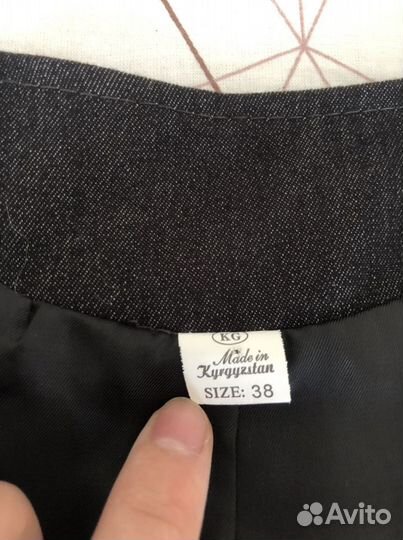 KG
Made in
Kyrgyzstan
SIZE: 38
Avito